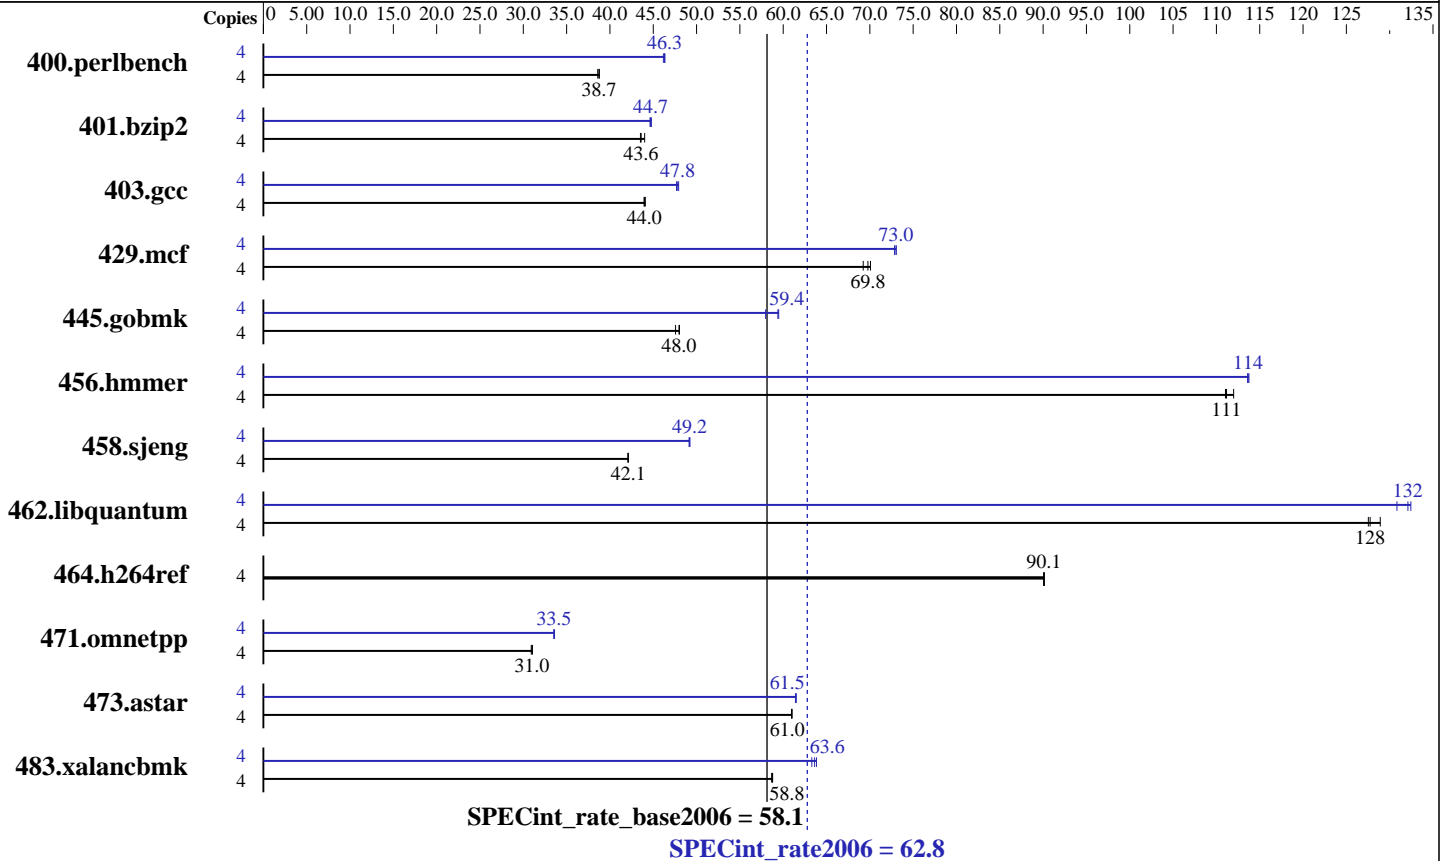 Copies 0 5.00 10.0 15.0 20.0 25.0 30.0 35.0 40.0 45.0 50.0 55.0 60.0 65.0 70.0 75.0 80.0 85.0 90.0 95.0 100 105 110 115 120 125 135
400.perlbench 4 46.3
4 38.7
401.bzip2 4 44.7
4 43.6
403.gcc 4 47.8
4 44.0
429.mcf 4 73.0
4 69.8
445.gobmk 4 59.4
4 48.0
456.hmmer 4 114
4 111
458.sjeng 4 49.2
4 42.1
462.libquantum 4 132
4 128
464.h264ref 4 90.1
471.omnetpp 4 33.5
4 31.0
473.astar 4 61.5
4 61.0
483.xalancbmk 4 63.6
4 58.8
SPECint_rate_base2006 = 58.1
SPECint_rate2006 = 62.8